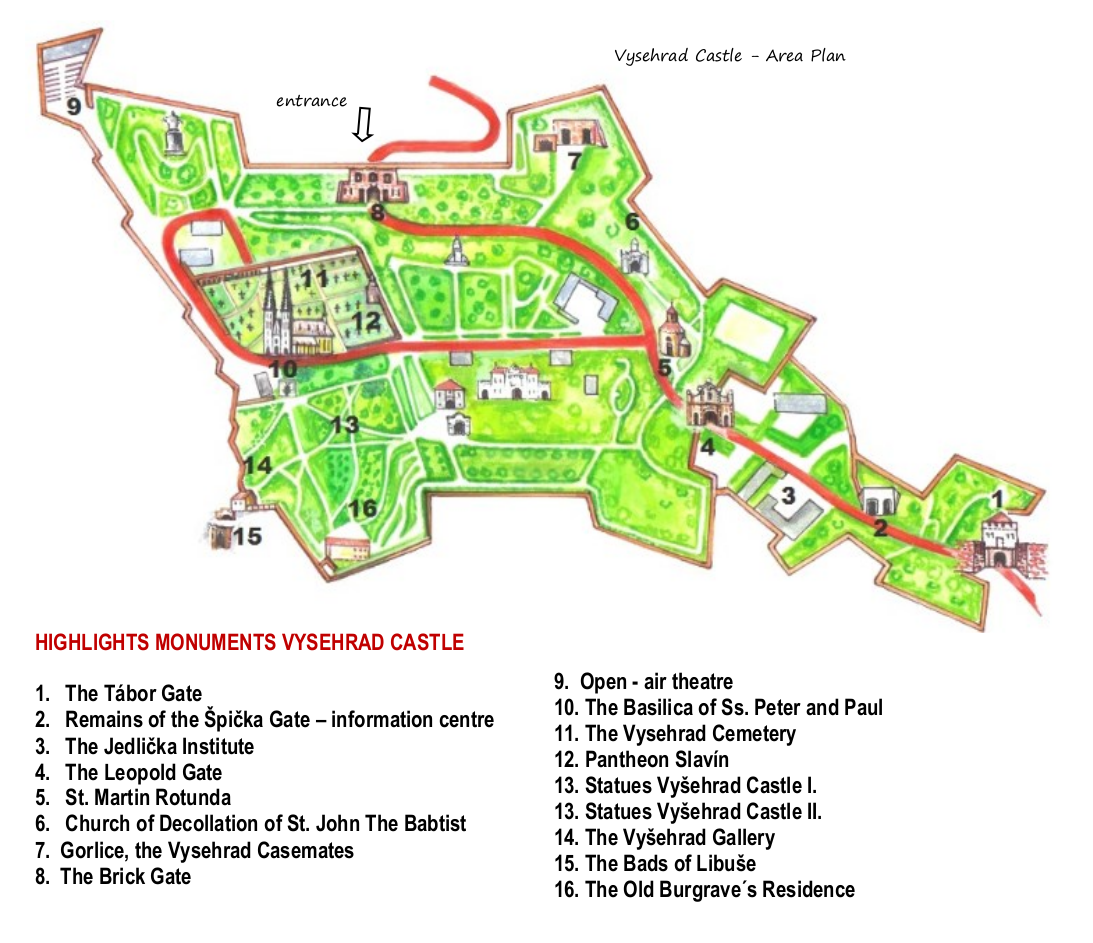 Vysehrad Castle - Area Plan
entrance
9
7
8
6
11
12
10
5
13
4
14
3
1
16
2
15
HIGHLIGHTS MONUMENTS VYSEHRAD CASTLE
1. The Tábor Gate
2. Remains of the Špička Gate – information centre
3. The Jedlička Institute
4. The Leopold Gate
5. St. Martin Rotunda
6. Church of Decollation of St. John The Babtist
7. Gorlice, the Vysehrad Casemates
8. The Brick Gate
9. Open - air theatre
10. The Basilica of Ss. Peter and Paul
11. The Vysehrad Cemetery
12. Pantheon Slavín
13. Statues Vyšehrad Castle I.
13. Statues Vyšehrad Castle II.
14. The Vyšehrad Gallery
15. The Bads of Libuše
16. The Old Burgrave´s Residence